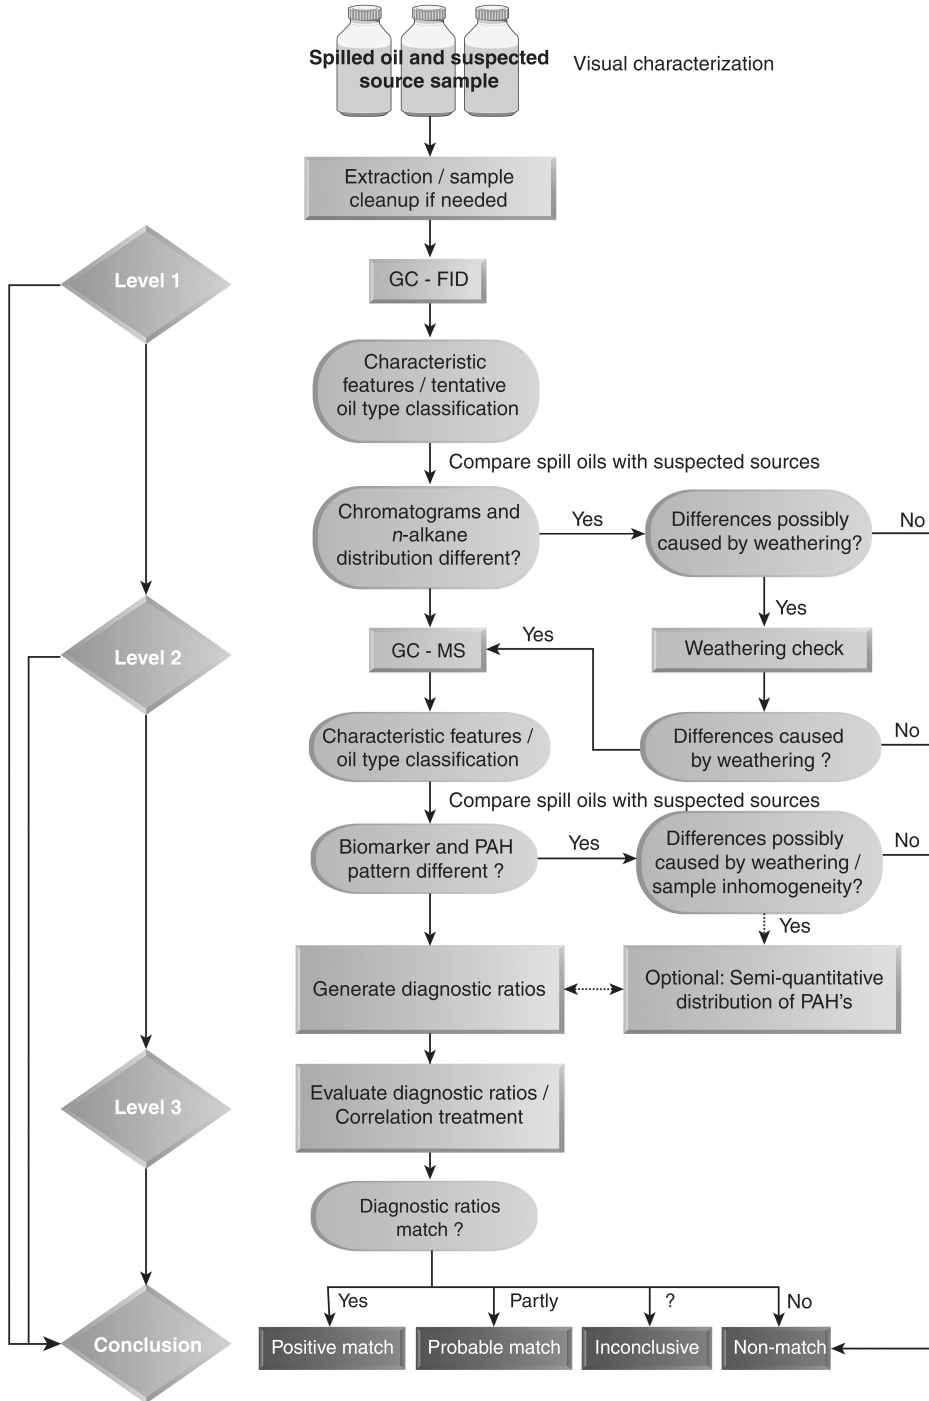 Spilled oil and suspected
source sample
Visual characterization
Extraction / sample
cleanup if needed
Level 1
GC - FID
Characteristic
features / tentative
oil type classification
Compare spill oils with suspected sources
Chromatograms and
n-alkane
distribution different?
Yes
Differences possibly
caused by weathering?
No
Yes
Level 2
GC - MS
Yes
Weathering check
Characteristic features /
oil type classification
Differences caused
by weathering ?
No
Compare spill oils with suspected sources
Biomarker and PAH
pattern different ?
Yes
Differences possibly
caused by weathering /
sample inhomogeneity?
No
Yes
Generate diagnostic ratios
Optional: Semi-quantitative
distribution of PAH's
Level 3
Evaluate diagnostic ratios /
Correlation treatment
Diagnostic ratios
match ?
Yes
Partly
?
No
Conclusion
Positive match
Probable match
Inconclusive
Non-match